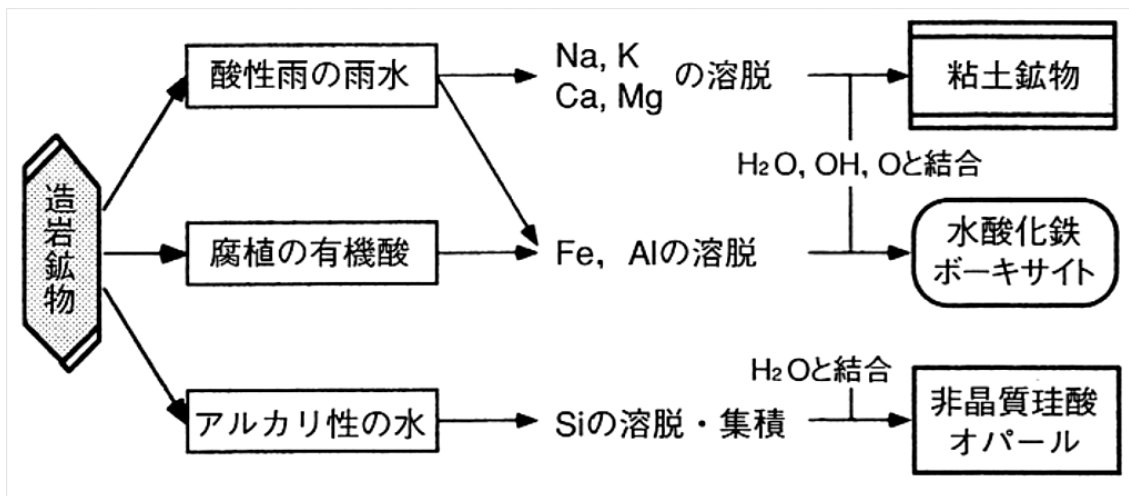 造岩鉱物
酸性雨の雨水
Na, K
Ca, Mg
の溶脱
粘土鉱物
H₂O, OH, Oと結合
腐植の有機酸
Fe, Alの溶脱
水酸化鉄
ボーキサイト
アルカリ性の水
Siの溶脱・集積
H₂Oと結合
非晶質珪酸
オパール